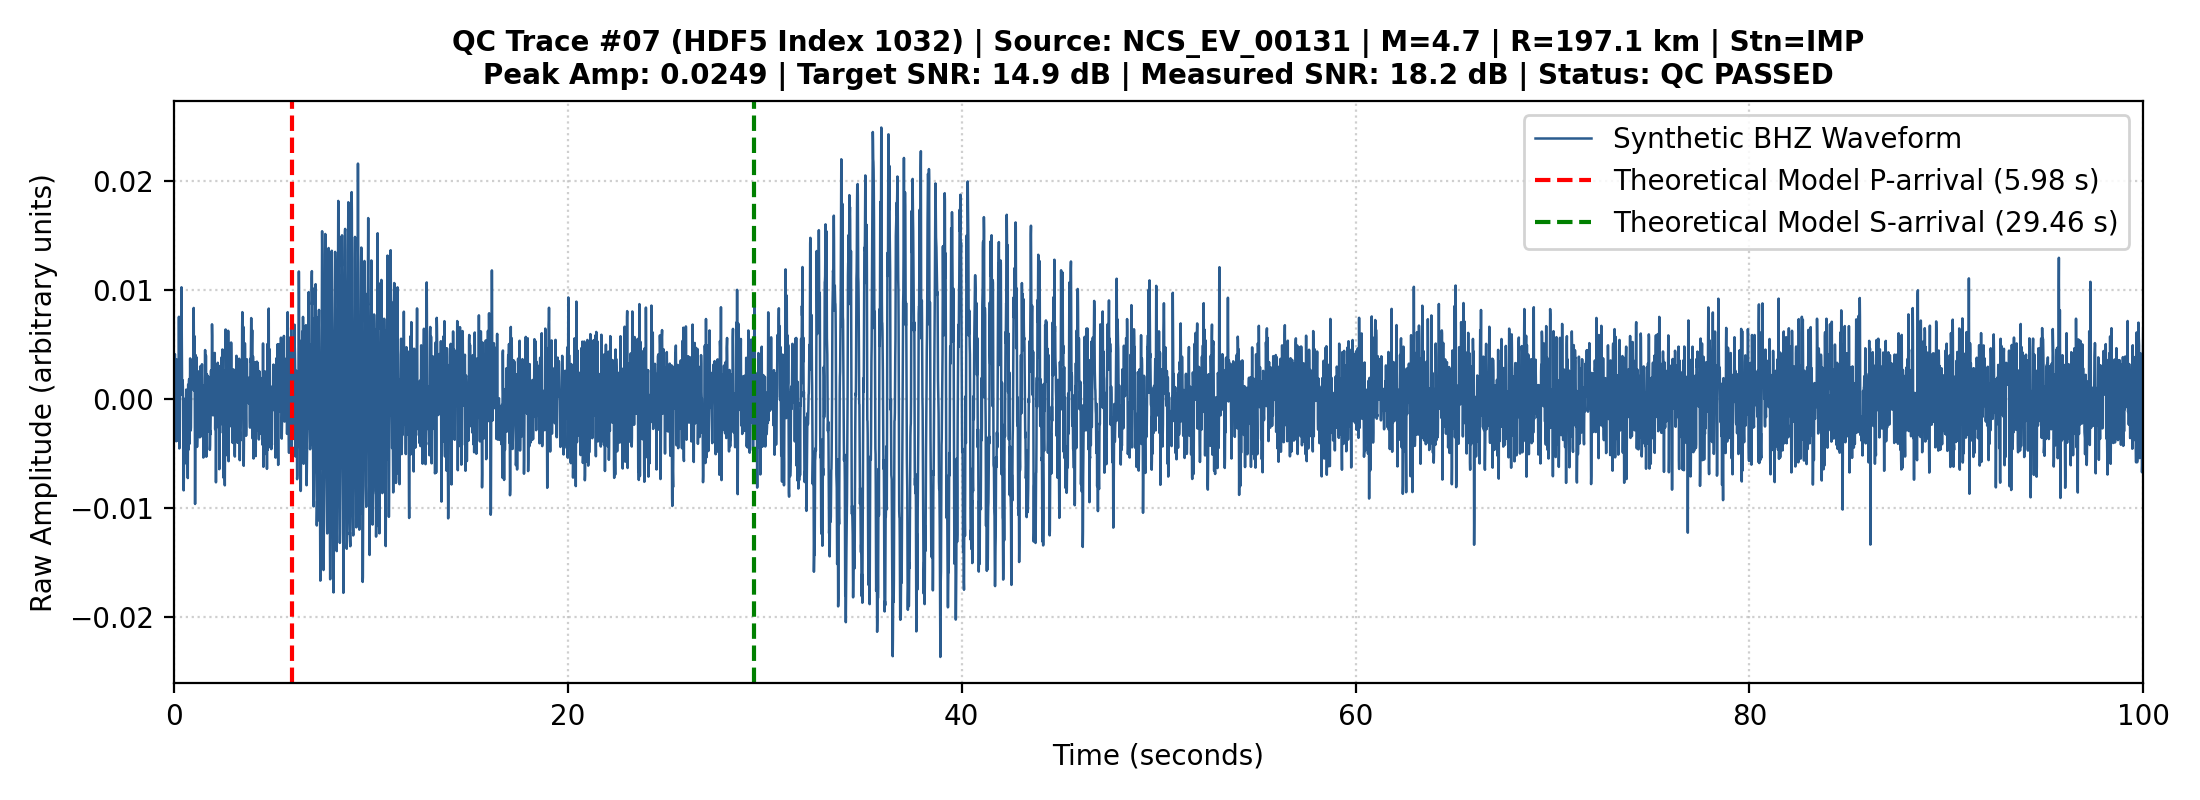 QC Trace #07 (HDF5 Index 1032) | Source: NCS_EV_00131 | M=4.7 | R=197.1 km | Stn=IMP
Peak Amp: 0.0249 | Target SNR: 14.9 dB | Measured SNR: 18.2 dB | Status: QC PASSED
Synthetic BHZ Waveform
Theoretical Model P-arrival (5.98 s)
Theoretical Model S-arrival (29.46 s)
Raw Amplitude (arbitrary units)
0.02
0.01
0.00
−0.01
−0.02
0 20 40 60 80 100
Time (seconds)